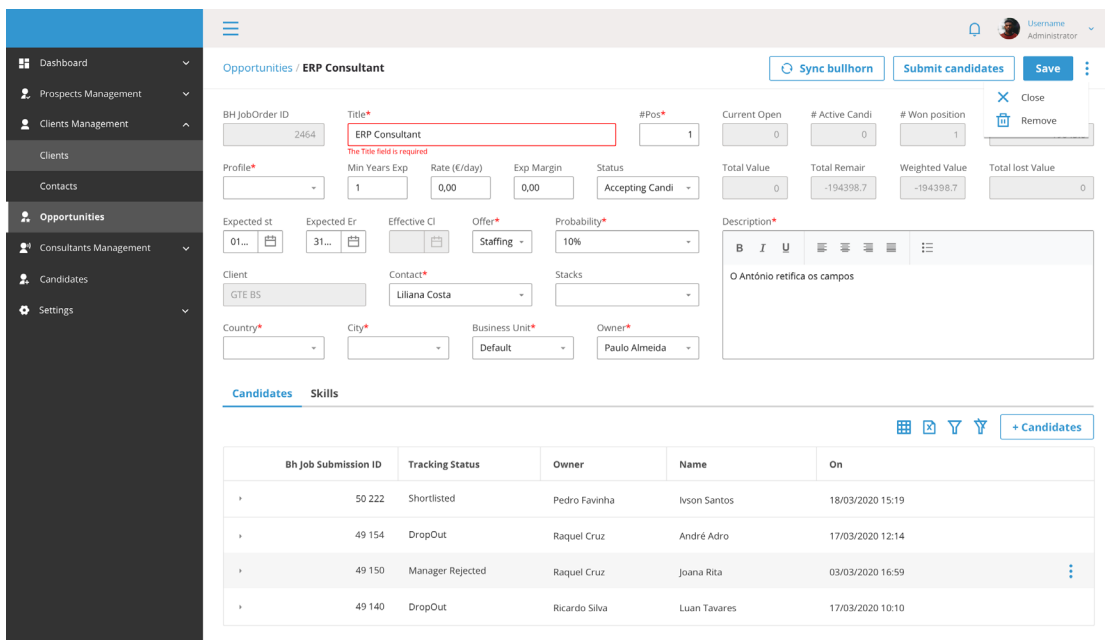 Username
Administrator
Dashboard
Prospects Management
Clients Management
Clients
Contacts
Opportunities
Consultants Management
Candidates
Settings
Opportunities / ERP Consultant
Sync bullhorn
Submit candidates
Save
Close
Remove
BH JobOrder ID
Title*
#Pos*
Current Open
# Active Candi
# Won position
2464
ERP Consultant
1
0
0
1
The Title field is required
Profile*
Min Years Exp
Rate (€/day)
Exp Margin
Status
Total Value
Total Remair
Weighted Value
Total lost Value
1
0,00
0,00
Accepting Candi
0
-194398.7
-194398.7
0
Expected st
Expected Er
Effective Cl
Offer*
Probability*
Description*
01...
31...
Staffing
10%
B I U
Client
Contact*
Stacks
O António retifica os campos
GTE BS
Liliana Costa
Country*
City*
Business Unit*
Owner*
Default
Paulo Almeida
Candidates
Skills
+ Candidates
Bh Job Submission ID
Tracking Status
Owner
Name
On
50 222
Shortlisted
Pedro Favinha
Ivson Santos
18/03/2020 15:19
49 154
DropOut
Raquel Cruz
André Adro
17/03/2020 12:14
49 150
Manager Rejected
Raquel Cruz
Joana Rita
03/03/2020 16:59
49 140
DropOut
Ricardo Silva
Luan Tavares
17/03/2020 10:10